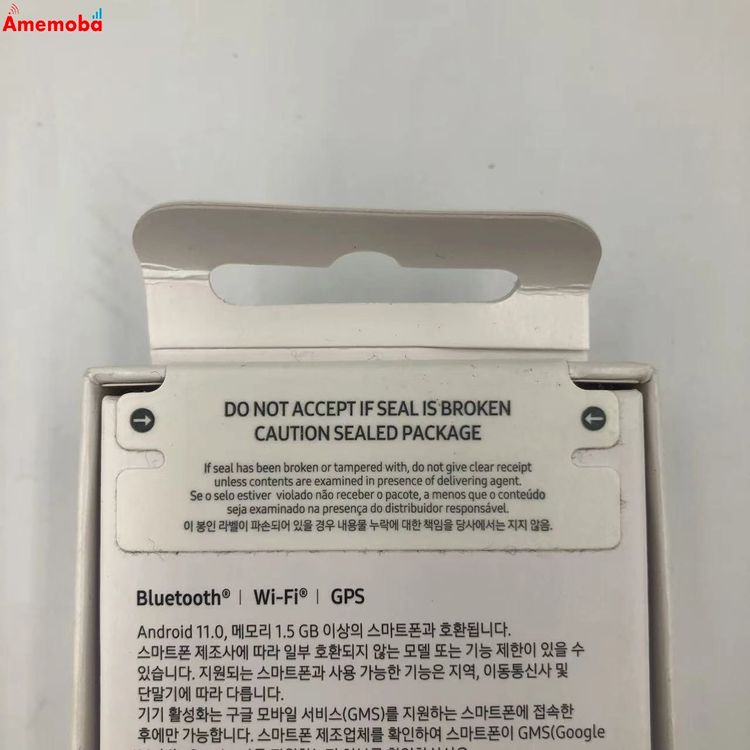 Amemoba
DO NOT ACCEPT IF SEAL IS BROKEN
CAUTION SEALED PACKAGE
If seal has been broken or tampered with, do not give clear receipt
unless contents are examined in presence of delivering agent.
Se o selo estiver violado não receber o pacote, a menos que o conteúdo
seja examinado na presença do distribuidor responsável.
이 봉인 라벨이 파손되어 있을 경우 내용물 누락에 대한 책임을 당사에서는 지지 않음.
Bluetooth® | Wi-Fi® | GPS
Android 11.0, 메모리 1.5 GB 이상의 스마트폰과 호환됩니다.
스마트폰 제조사에 따라 일부 호환되지 않는 모델 또는 기능 제한이 있을 수
있습니다. 지원되는 스마트폰과 사용 가능한 기능은 지역, 이동통신사 및
단말기에 따라 다릅니다.
기기 활성화는 구글 모바일 서비스(GMS)를 지원하는 스마트폰에 접속한
후에만 가능합니다. 스마트폰 제조업체를 확인하여 스마트폰이 GMS(Google